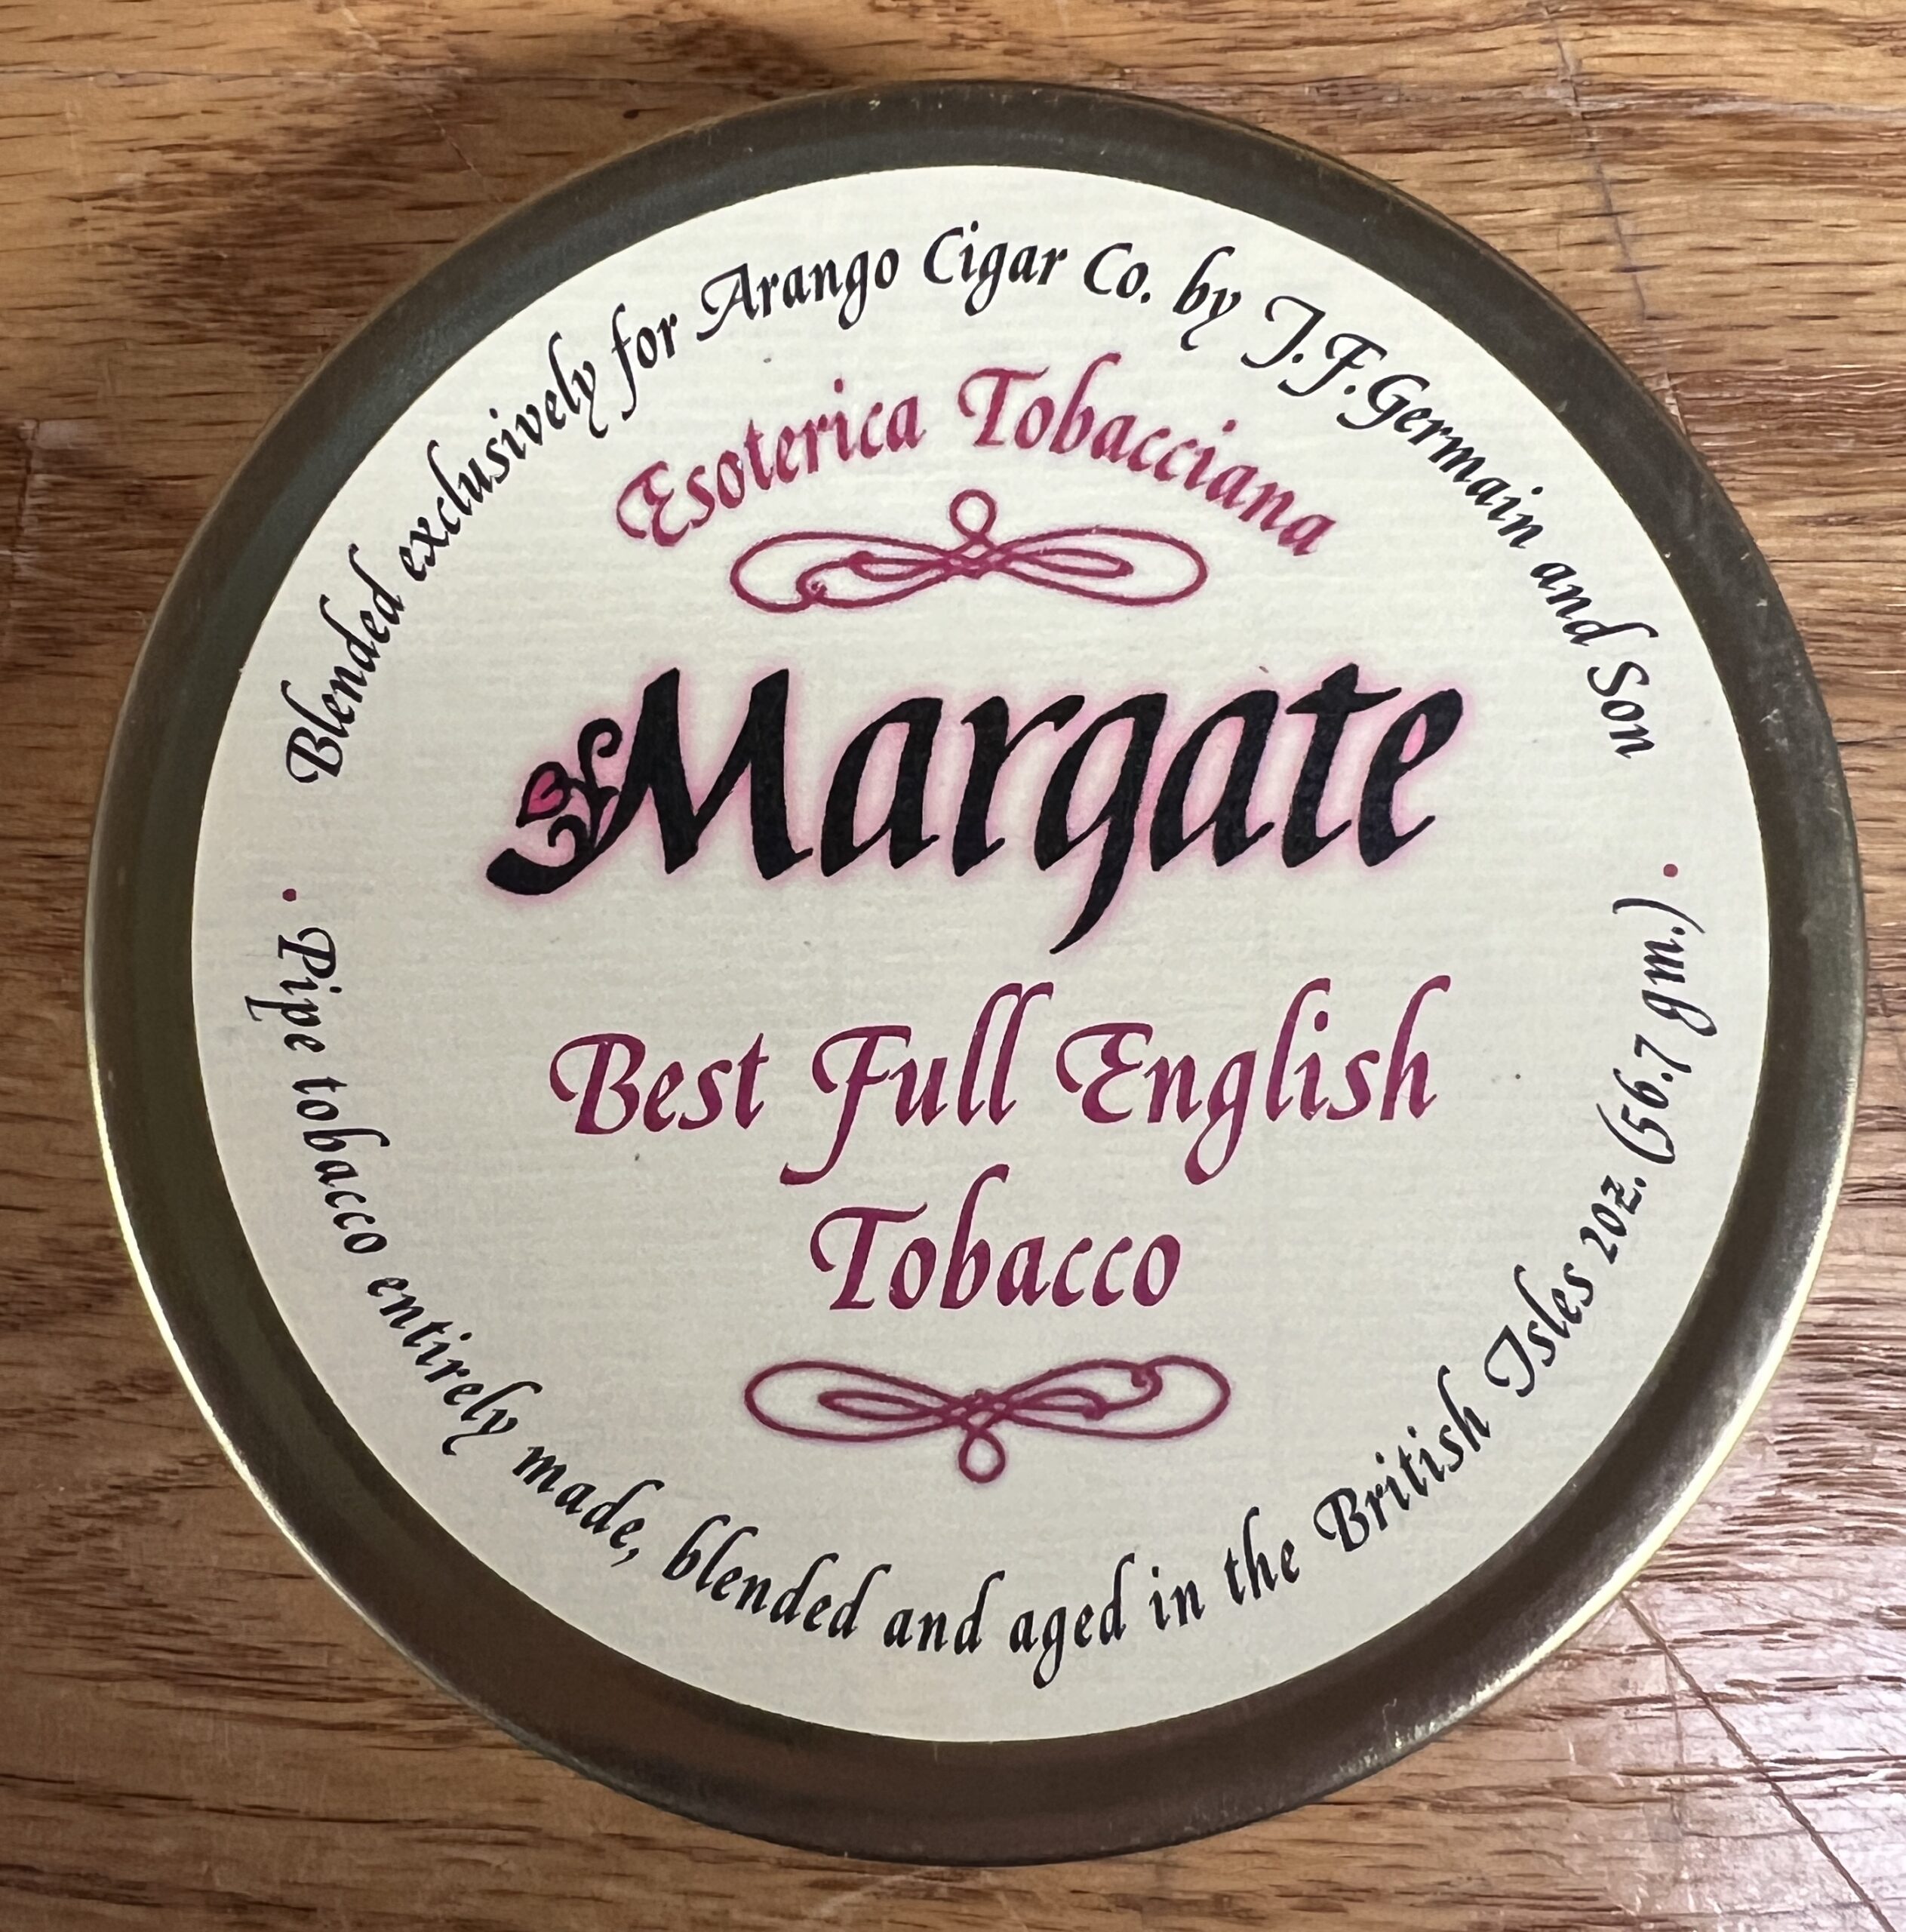 Blended exclusively for Arango Cigar Co. by J.F.Germain and Son
Esoterica Tobacciana
Margate
Best Full English
Tobacco
• Pipe tobacco entirely made, blended and aged in the British Isles 2oz. (56.7 gm.) •